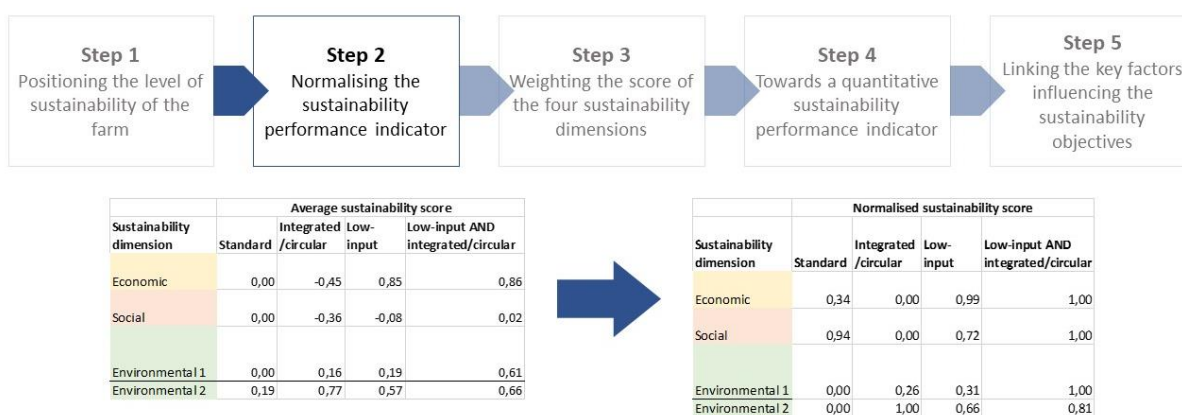 Step 1
Positioning the level of
sustainability of the
farm
Step 2
Normalising the
sustainability
performance indicator
Step 3
Weighting the score of
the four sustainability
dimensions
Step 4
Towards a quantitative
sustainability
performance indicator
Step 5
Linking the key factors
influencing the
sustainability
objectives
Average sustainability score
Sustainability dimension Standard Integrated /circular Low-input Low-input AND integrated/circular
Economic 0,00 -0,45 0,85 0,86
Social 0,00 -0,36 -0,08 0,02
Environmental 1 0,00 0,16 0,19 0,61
Environmental 2 0,19 0,77 0,57 0,66
Normalised sustainability score
Sustainability dimension Standard Integrated /circular Low-input Low-input AND integrated/circular
Economic 0,34 0,00 0,99 1,00
Social 0,94 0,00 0,72 1,00
Environmental 1 0,00 0,26 0,31 1,00
Environmental 2 0,00 1,00 0,66 0,81